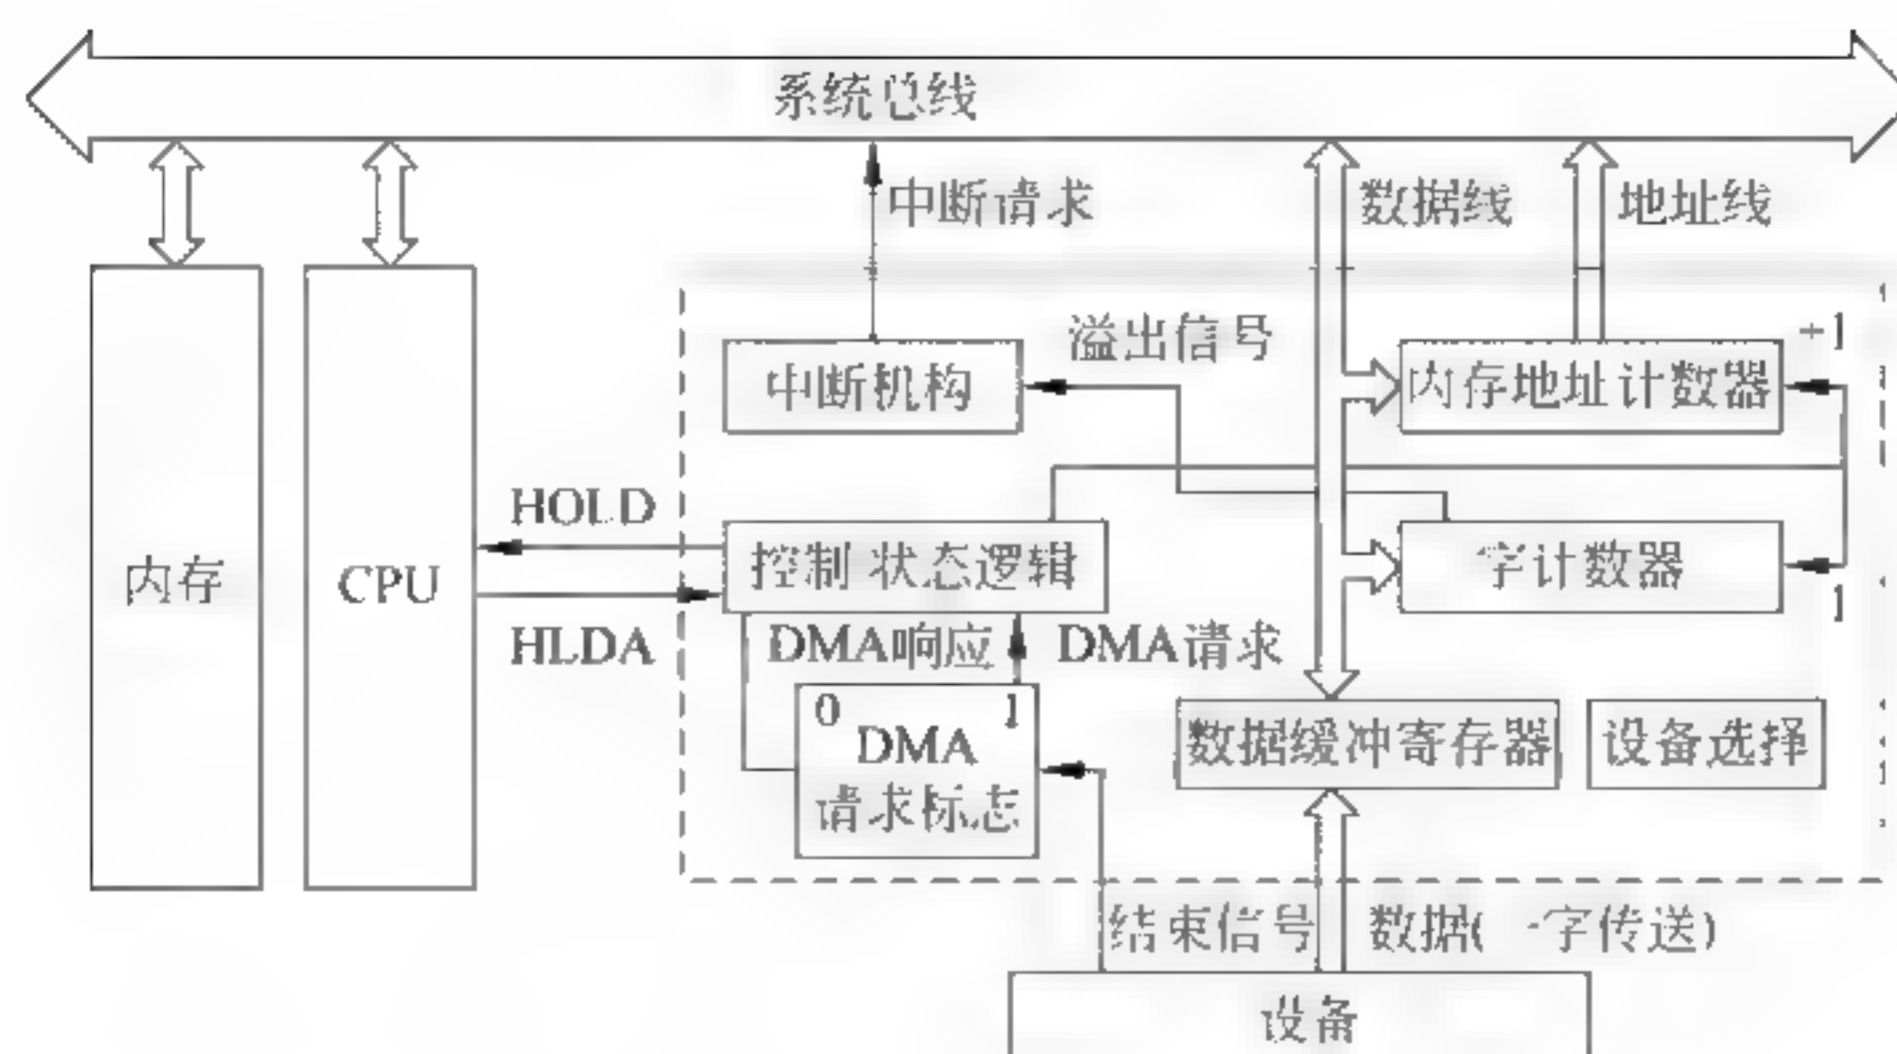 系统总线
中断请求
数据线
地址线
溢出信号
+1
中断机构
内存地址计数器
HOLD
内存
CPU
控制 状态逻辑
字计数器
HLDA
DMA响应
DMA请求
1
0
1
DMA
请求标志
数据缓冲寄存器
设备选择
结束信号
数据(一字传送)
设备